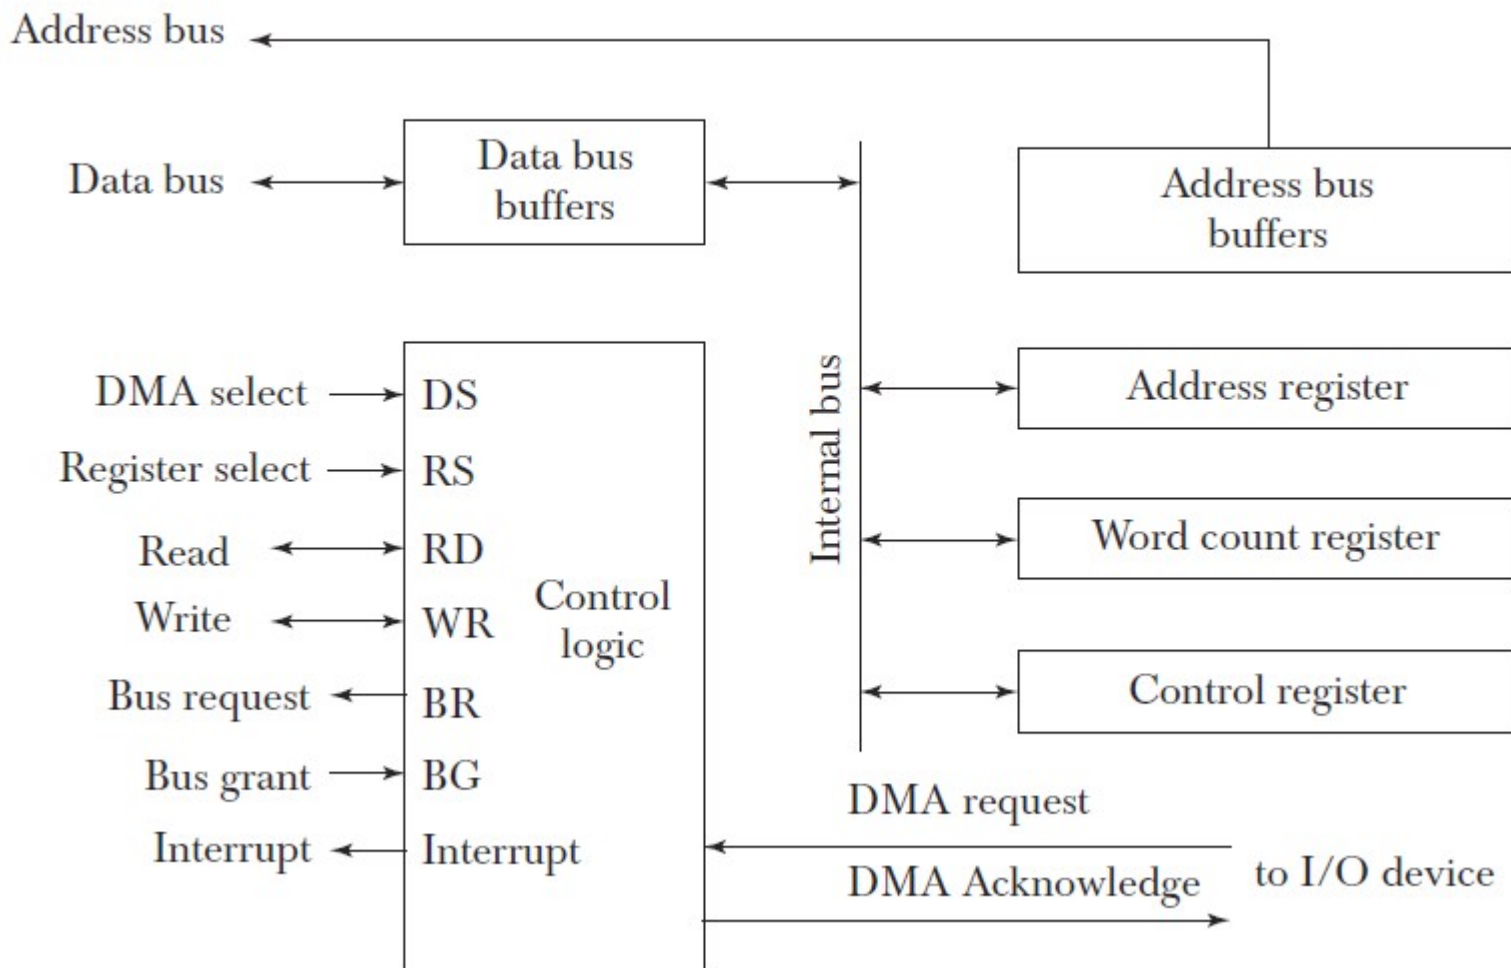 Address bus
Data bus
Data bus
buffers
Address bus
buffers
DMA select
DS
Register select
RS
Read
RD
Write
WR
Bus request
BR
Bus grant
BG
Interrupt
Interrupt
Control
logic
Internal bus
Address register
Word count register
Control register
DMA request
DMA Acknowledge
to I/O device